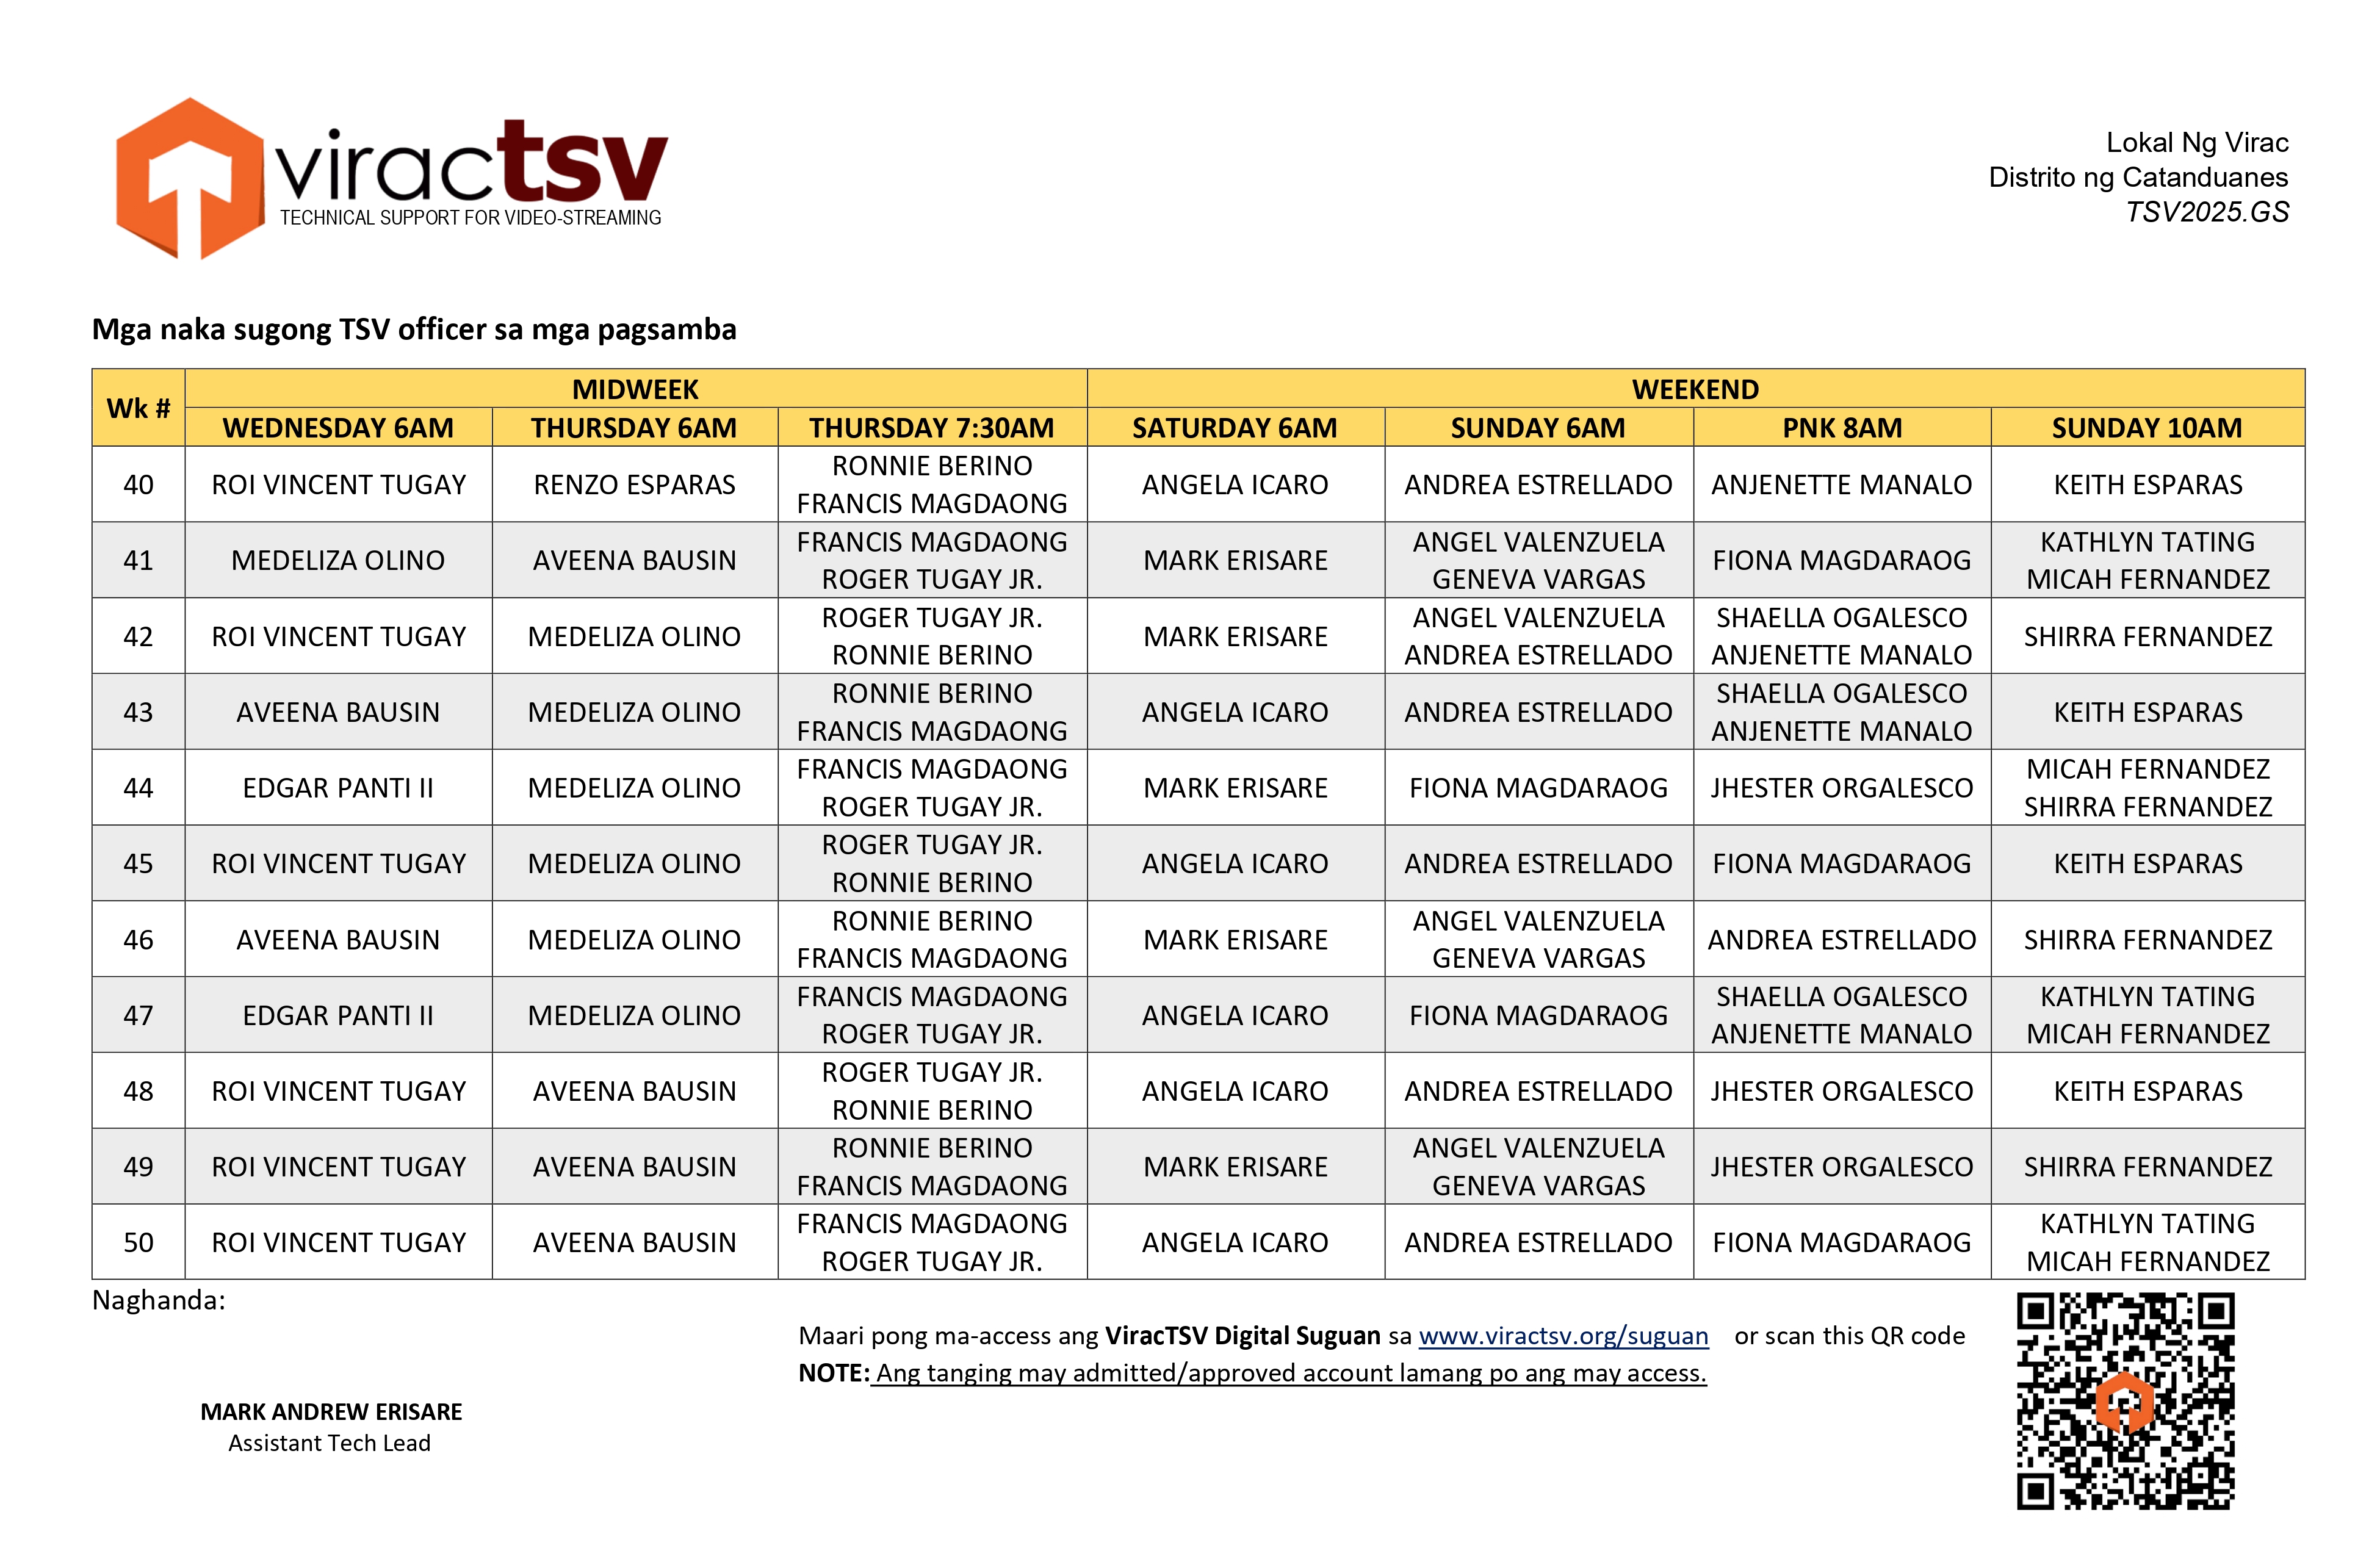 viractsv
TECHNICAL SUPPORT FOR VIDEO-STREAMING
Lokal Ng Virac
Distrito ng Catanduanes
TSV2025.GS
Mga naka sugong TSV officer sa mga pagsamba
Wk # MIDWEEK WEEKEND
WEDNESDAY 6AM THURSDAY 6AM THURSDAY 7:30AM SATURDAY 6AM SUNDAY 6AM PNK 8AM SUNDAY 10AM
40 ROI VINCENT TUGAY RENZO ESPARAS RONNIE BERINO FRANCIS MAGDAONG ANGELA ICARO ANDREA ESTRELLADO ANJENETTE MANALO KEITH ESPARAS
41 MEDELIZA OLINO AVEENA BAUSIN FRANCIS MAGDAONG ROGER TUGAY JR. MARK ERISARE ANGEL VALENZUELA GENEVA VARGAS FIONA MAGDARAOG KATHLYN TATING MICAH FERNANDEZ
42 ROI VINCENT TUGAY MEDELIZA OLINO ROGER TUGAY JR. RONNIE BERINO MARK ERISARE ANGEL VALENZUELA ANDREA ESTRELLADO SHAELLA OGALESCO ANJENETTE MANALO SHIRRA FERNANDEZ
43 AVEENA BAUSIN MEDELIZA OLINO RONNIE BERINO FRANCIS MAGDAONG ANGELA ICARO ANDREA ESTRELLADO SHAELLA OGALESCO ANJENETTE MANALO KEITH ESPARAS
44 EDGAR PANTI II MEDELIZA OLINO FRANCIS MAGDAONG ROGER TUGAY JR. MARK ERISARE FIONA MAGDARAOG JHESTER ORGALESCO MICAH FERNANDEZ SHIRRA FERNANDEZ
45 ROI VINCENT TUGAY MEDELIZA OLINO ROGER TUGAY JR. RONNIE BERINO ANGELA ICARO ANDREA ESTRELLADO FIONA MAGDARAOG KEITH ESPARAS
46 AVEENA BAUSIN MEDELIZA OLINO RONNIE BERINO FRANCIS MAGDAONG MARK ERISARE ANGEL VALENZUELA GENEVA VARGAS ANDREA ESTRELLADO SHIRRA FERNANDEZ
47 EDGAR PANTI II MEDELIZA OLINO FRANCIS MAGDAONG ROGER TUGAY JR. ANGELA ICARO FIONA MAGDARAOG SHAELLA OGALESCO ANJENETTE MANALO KATHLYN TATING MICAH FERNANDEZ
48 ROI VINCENT TUGAY AVEENA BAUSIN ROGER TUGAY JR. RONNIE BERINO ANGELA ICARO ANDREA ESTRELLADO JHESTER ORGALESCO KEITH ESPARAS
49 ROI VINCENT TUGAY AVEENA BAUSIN RONNIE BERINO FRANCIS MAGDAONG MARK ERISARE ANGEL VALENZUELA GENEVA VARGAS JHESTER ORGALESCO SHIRRA FERNANDEZ
50 ROI VINCENT TUGAY AVEENA BAUSIN FRANCIS MAGDAONG ROGER TUGAY JR. ANGELA ICARO ANDREA ESTRELLADO FIONA MAGDARAOG KATHLYN TATING MICAH FERNANDEZ
Naghanda:
Maari pong ma-access ang ViracTSV Digital Suguan sa www.viractsv.org/suguan or scan this QR code
NOTE: Ang tanging may admitted/approved account lamang po ang may access.
MARK ANDREW ERISARE
Assistant Tech Lead